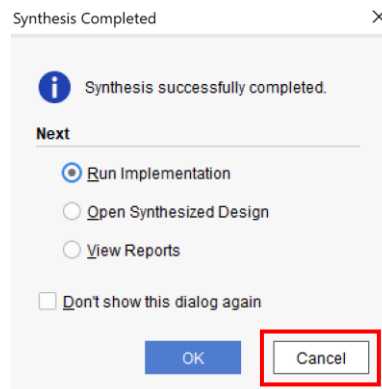 Synthesis Completed
Synthesis successfully completed.
Next
Run Implementation
Open Synthesized Design
View Reports
Don't show this dialog again
OK Cancel